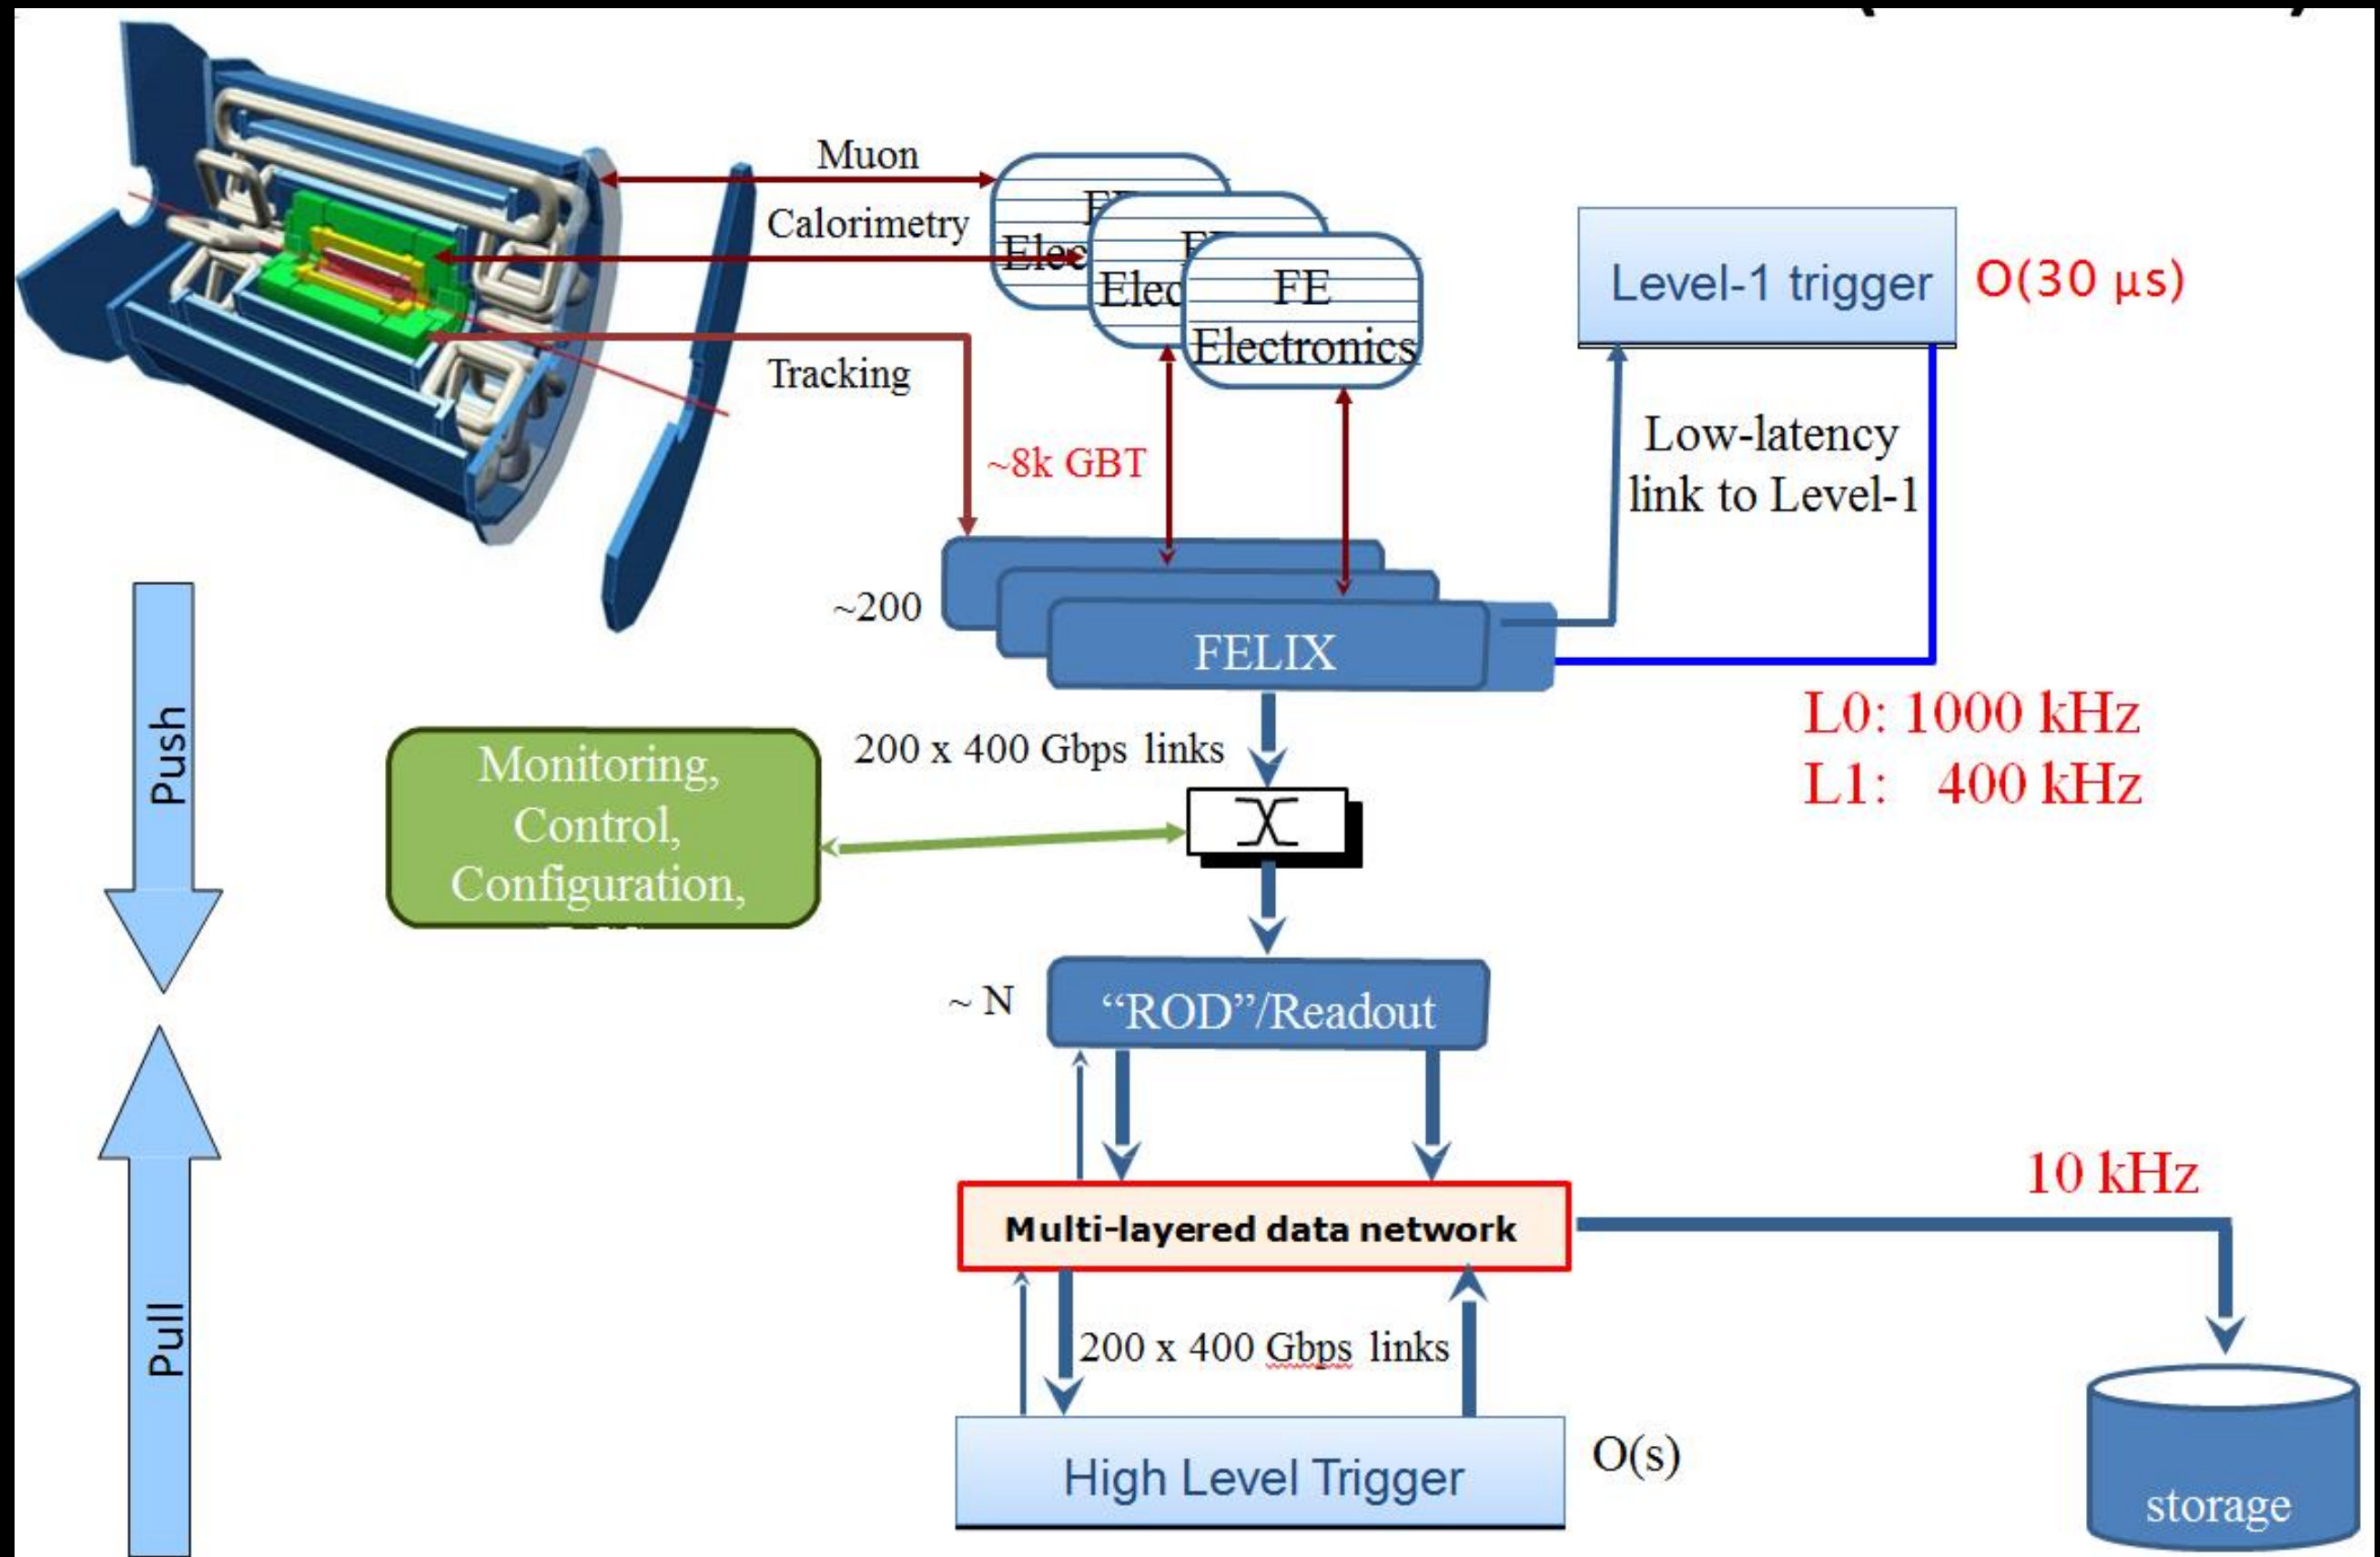 Muon
Calorimetry
Tracking
Elec
Elec
FE
Electronics
Level-1 trigger
O(30 µs)
~8k GBT
Low-latency
link to Level-1
~200
FELIX
L0: 1000 kHz
L1: 400 kHz
Push
200 x 400 Gbps links
Monitoring,
Control,
Configuration,
~ N
“ROD”/Readout
Pull
Multi-layered data network
10 kHz
200 x 400 Gbps links
High Level Trigger
O(s)
storage